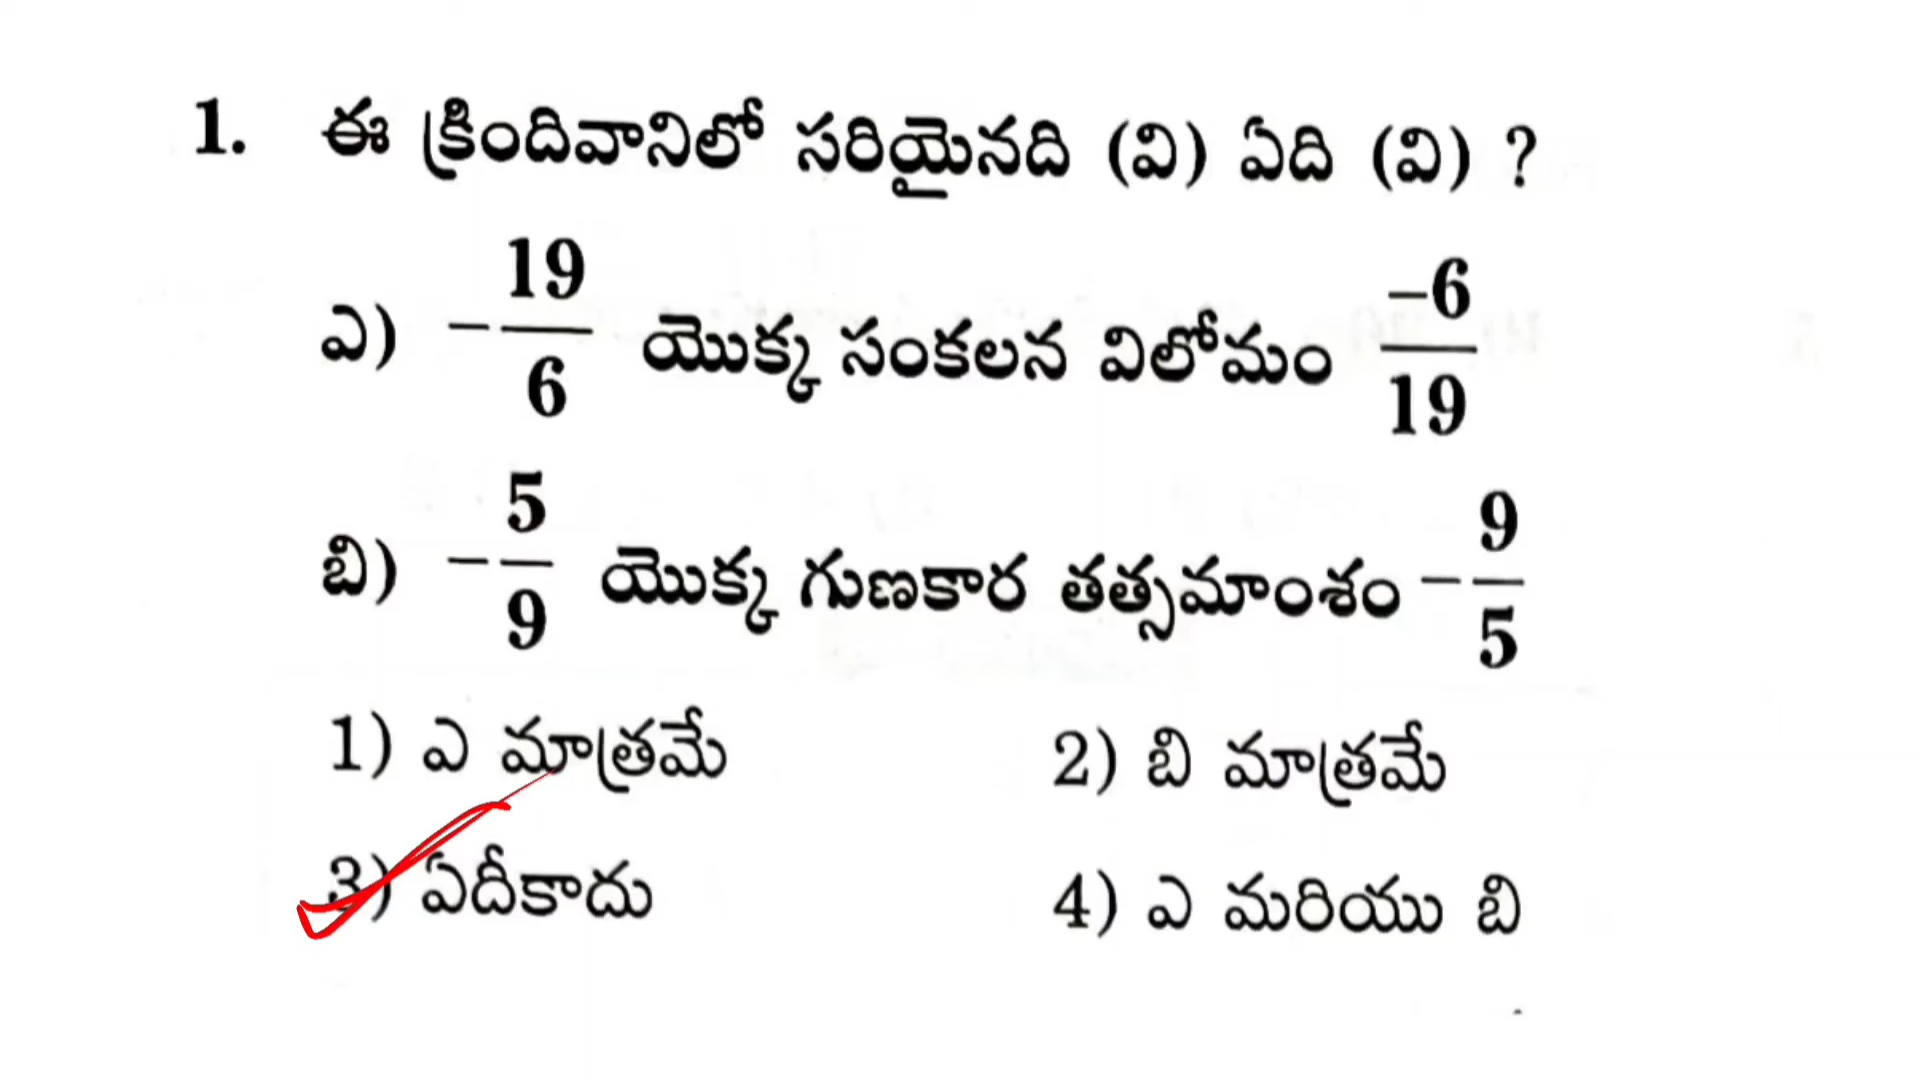 1. ఈ క్రిందివానిలో సరియైనది (వి) ఏది (వి) ?
ఎ) -19/6 యొక్క సంకలన విలోమం -6/19
బి) -5/9 యొక్క గుణకార తత్సమాంశం -9/5
1) ఎ మాత్రమే 2) బి మాత్రమే
3) ఏదీకాదు 4) ఎ మరియు బి